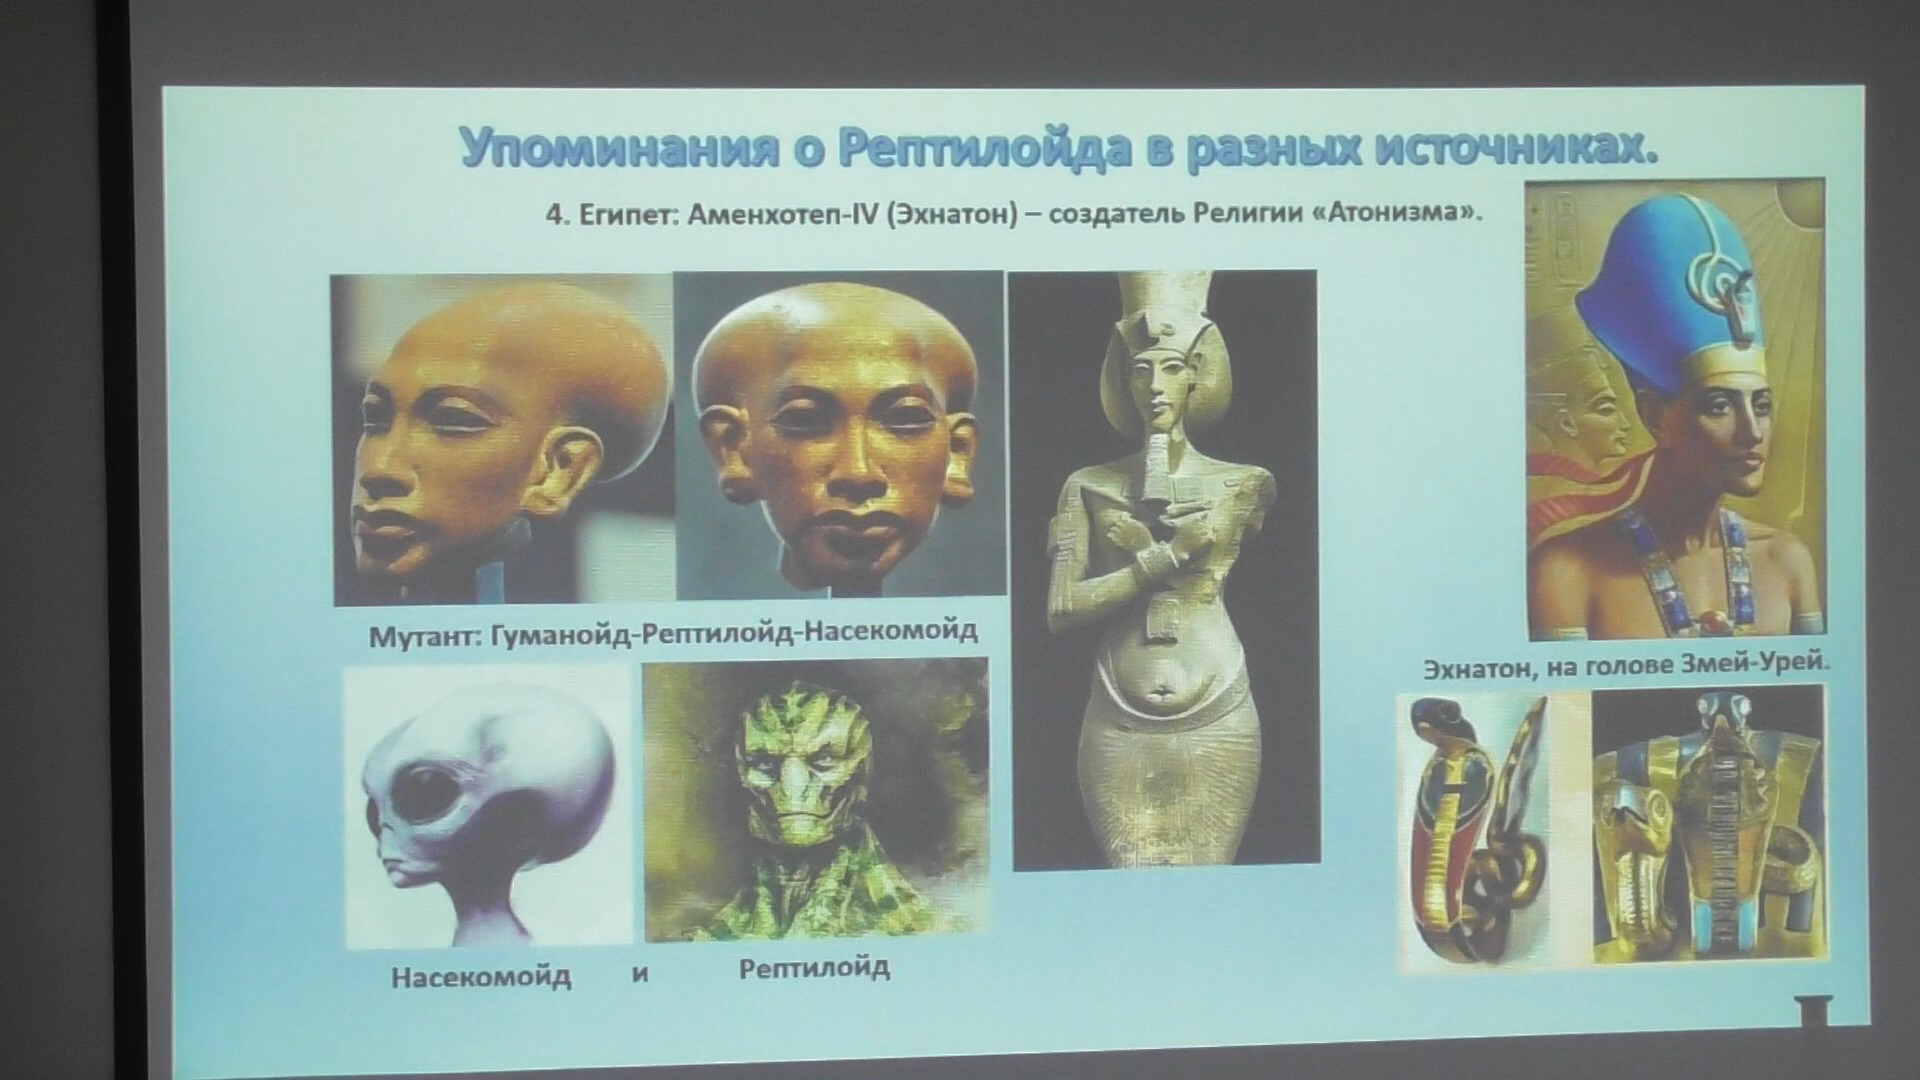 Упоминания о Рептилойда в разных источниках.
4. Египет: Аменхотеп-IV (Эхнатон) – создатель Религии «Атонизма».
Мутант: Гуманойд-Рептилойд-Насекомойд
Эхнатон, на голове Змей-Урей.
Насекомойд и Рептилойд